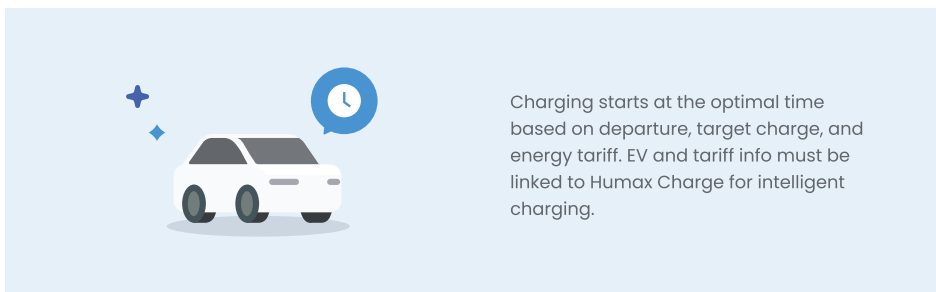 Charging starts at the optimal time
based on departure, target charge, and
energy tariff. EV and tariff info must be
linked to Humax Charge for intelligent
charging.